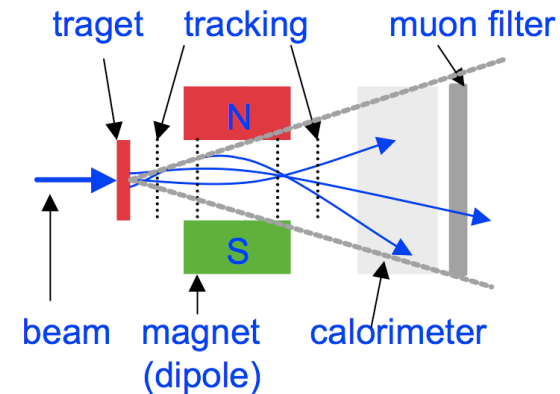 traget
tracking
muon filter
N
S
beam
magnet
(dipole)
calorimeter